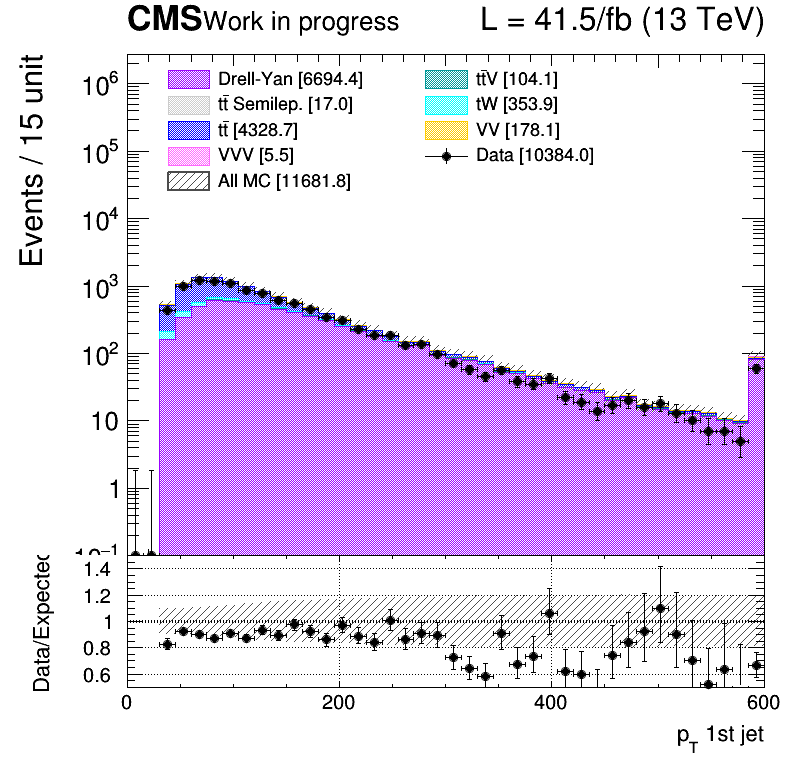 CMS Work in progress L = 41.5/fb (13 TeV)
Events / 15 unit
Drell-Yan [6694.4]
tt̄ Semilep. [17.0]
tt̄ [4328.7]
VVV [5.5]
All MC [11681.8]
tt̄V [104.1]
tW [353.9]
VV [178.1]
Data [10384.0]
10⁶
10⁵
10⁴
10³
10²
10
1
10⁻¹
Data/Expected
1.4
1.2
1
0.8
0.6
0 200 400 600
p_T 1st jet